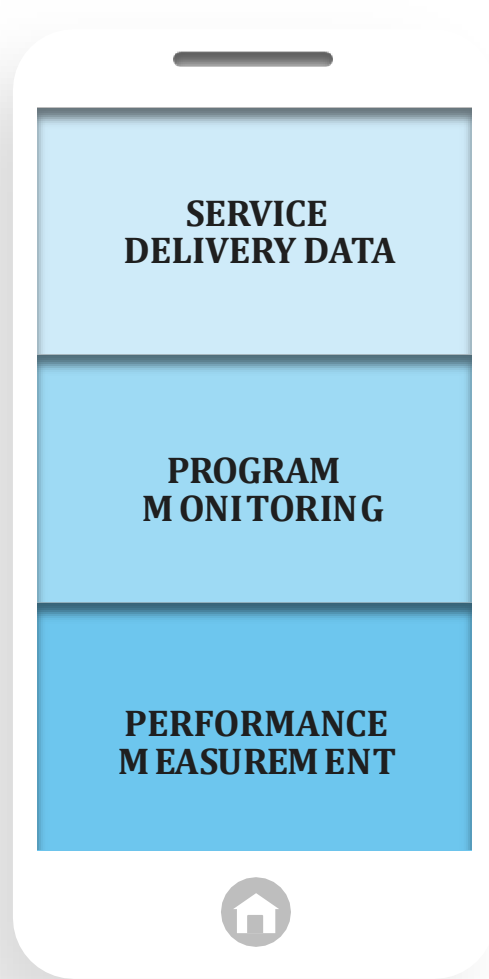 SERVICE
DELIVERY DATA
PROGRAM
MONITORING
PERFORMANCE
MEASUREMENT